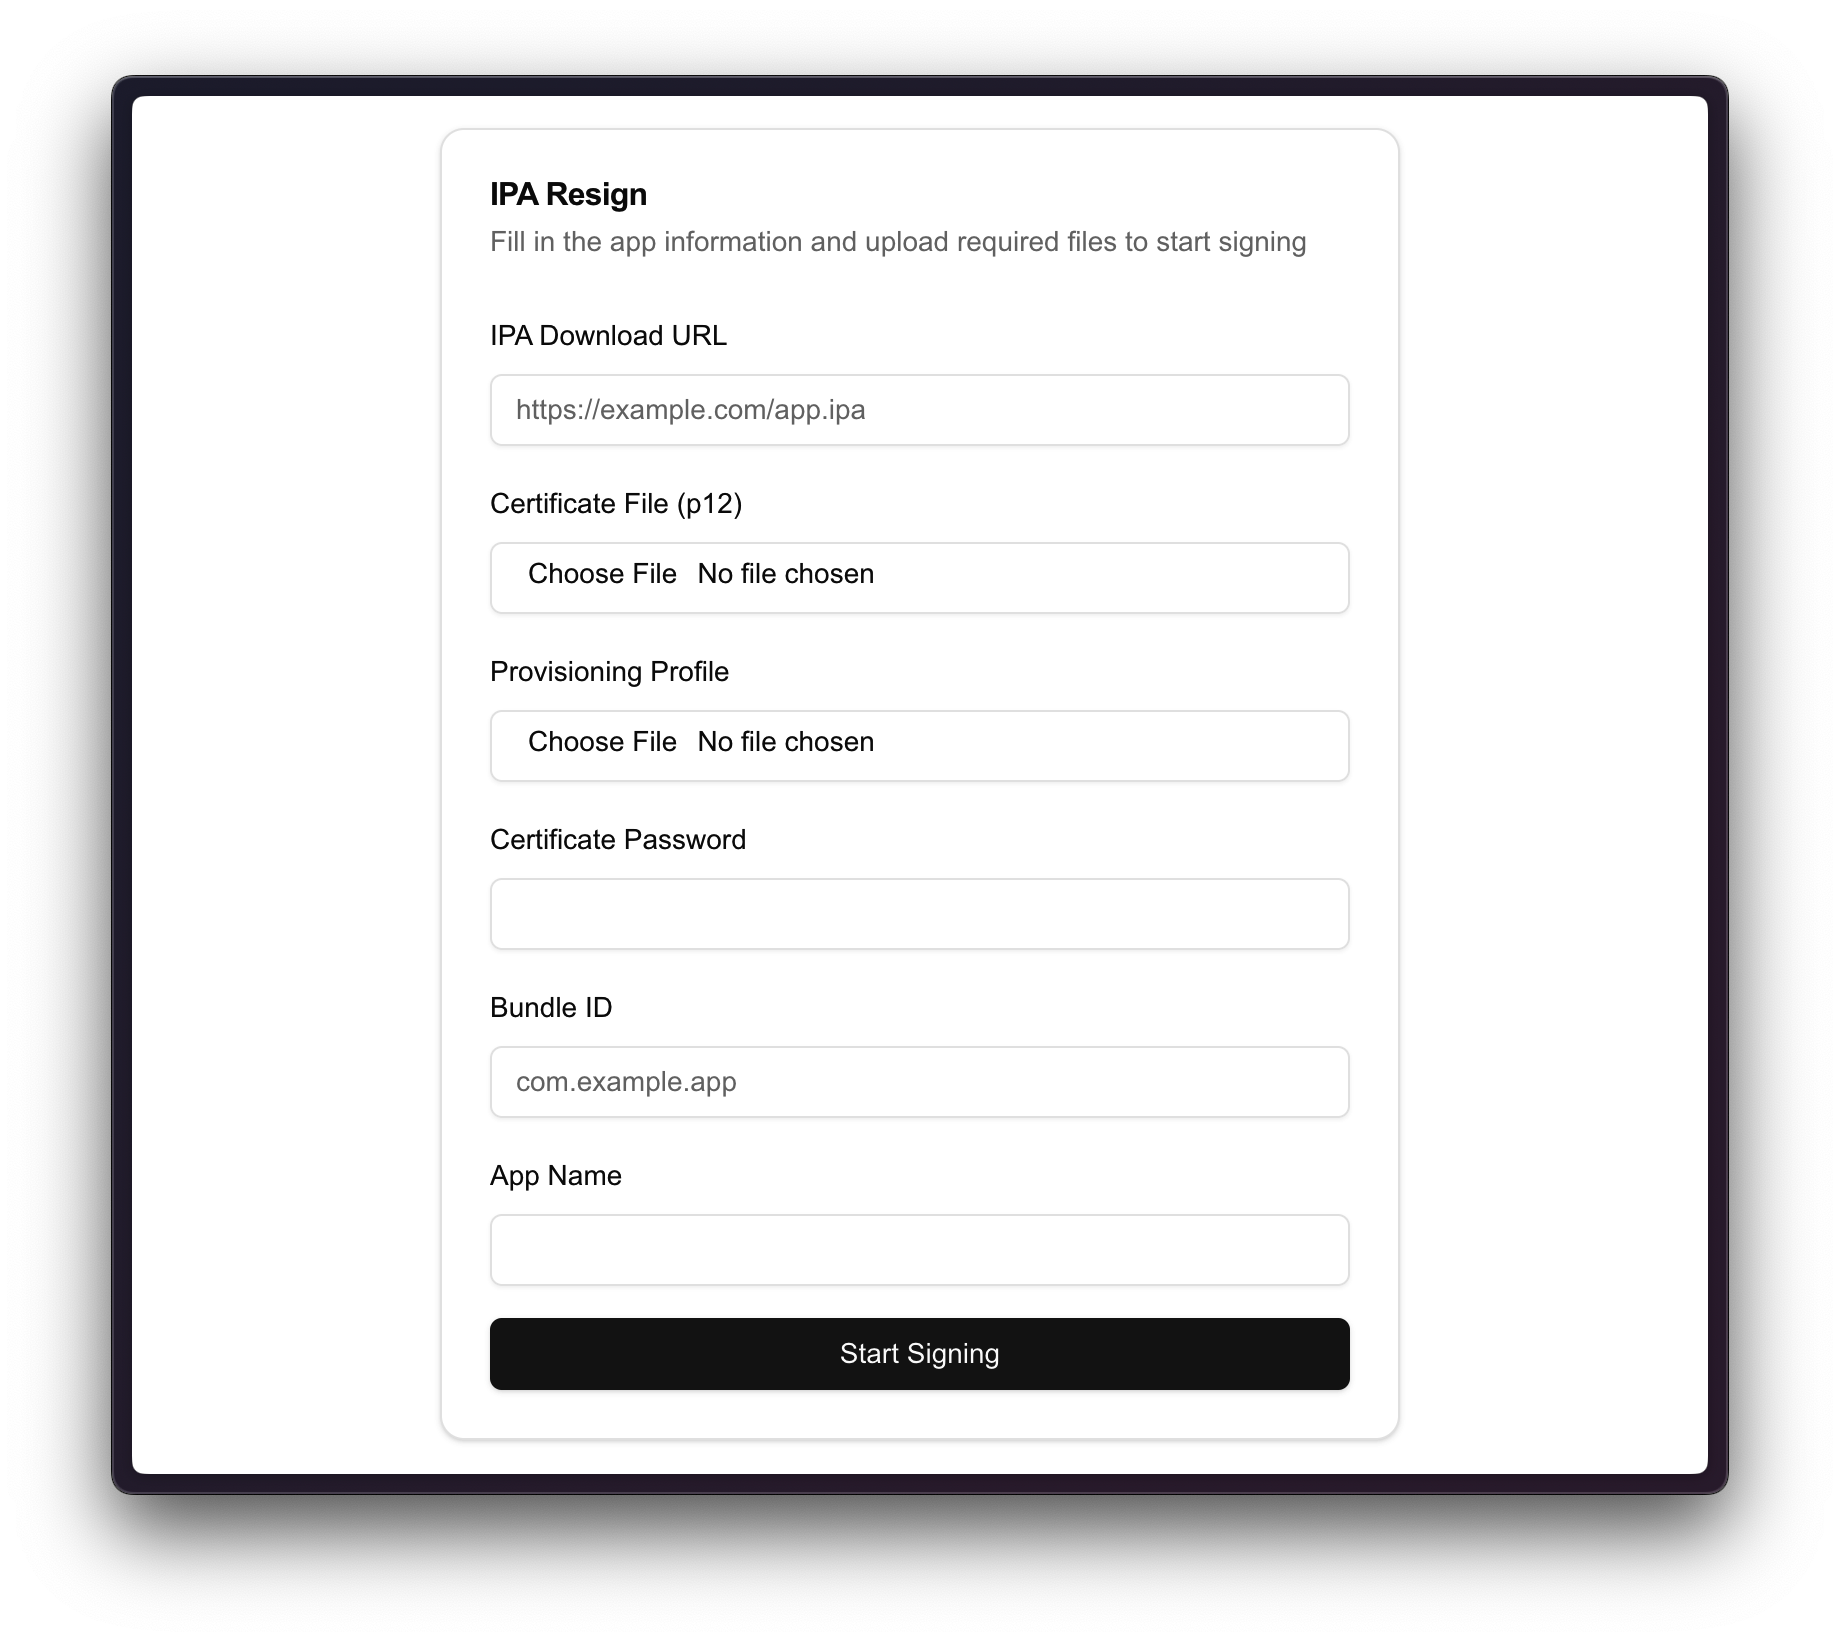 IPA Resign
Fill in the app information and upload required files to start signing
IPA Download URL
https://example.com/app.ipa
Certificate File (p12)
Choose File No file chosen
Provisioning Profile
Choose File No file chosen
Certificate Password
Bundle ID
com.example.app
App Name
Start Signing